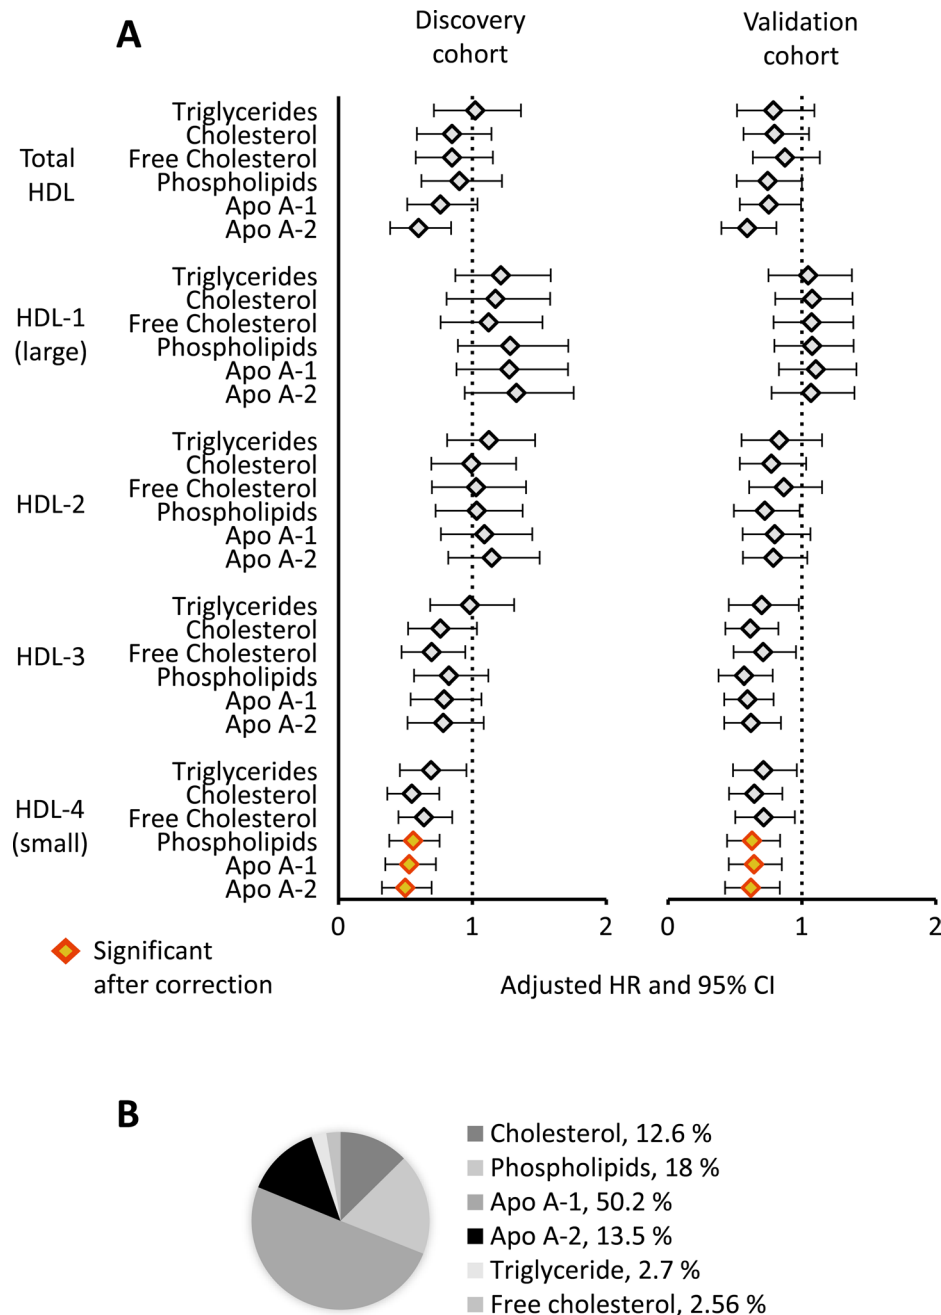 A
Discovery
cohort
Validation
cohort
Total
HDL
Triglycerides
Cholesterol
Free Cholesterol
Phospholipids
Apo A-1
Apo A-2
HDL-1
(large)
Triglycerides
Cholesterol
Free Cholesterol
Phospholipids
Apo A-1
Apo A-2
HDL-2
Triglycerides
Cholesterol
Free Cholesterol
Phospholipids
Apo A-1
Apo A-2
HDL-3
Triglycerides
Cholesterol
Free Cholesterol
Phospholipids
Apo A-1
Apo A-2
HDL-4
(small)
Triglycerides
Cholesterol
Free Cholesterol
Phospholipids
Apo A-1
Apo A-2
0 1 2 0 1 2
Significant
after correction
Adjusted HR and 95% CI
B
Cholesterol, 12.6 %
Phospholipids, 18 %
Apo A-1, 50.2 %
Apo A-2, 13.5 %
Triglyceride, 2.7 %
Free cholesterol, 2.56 %